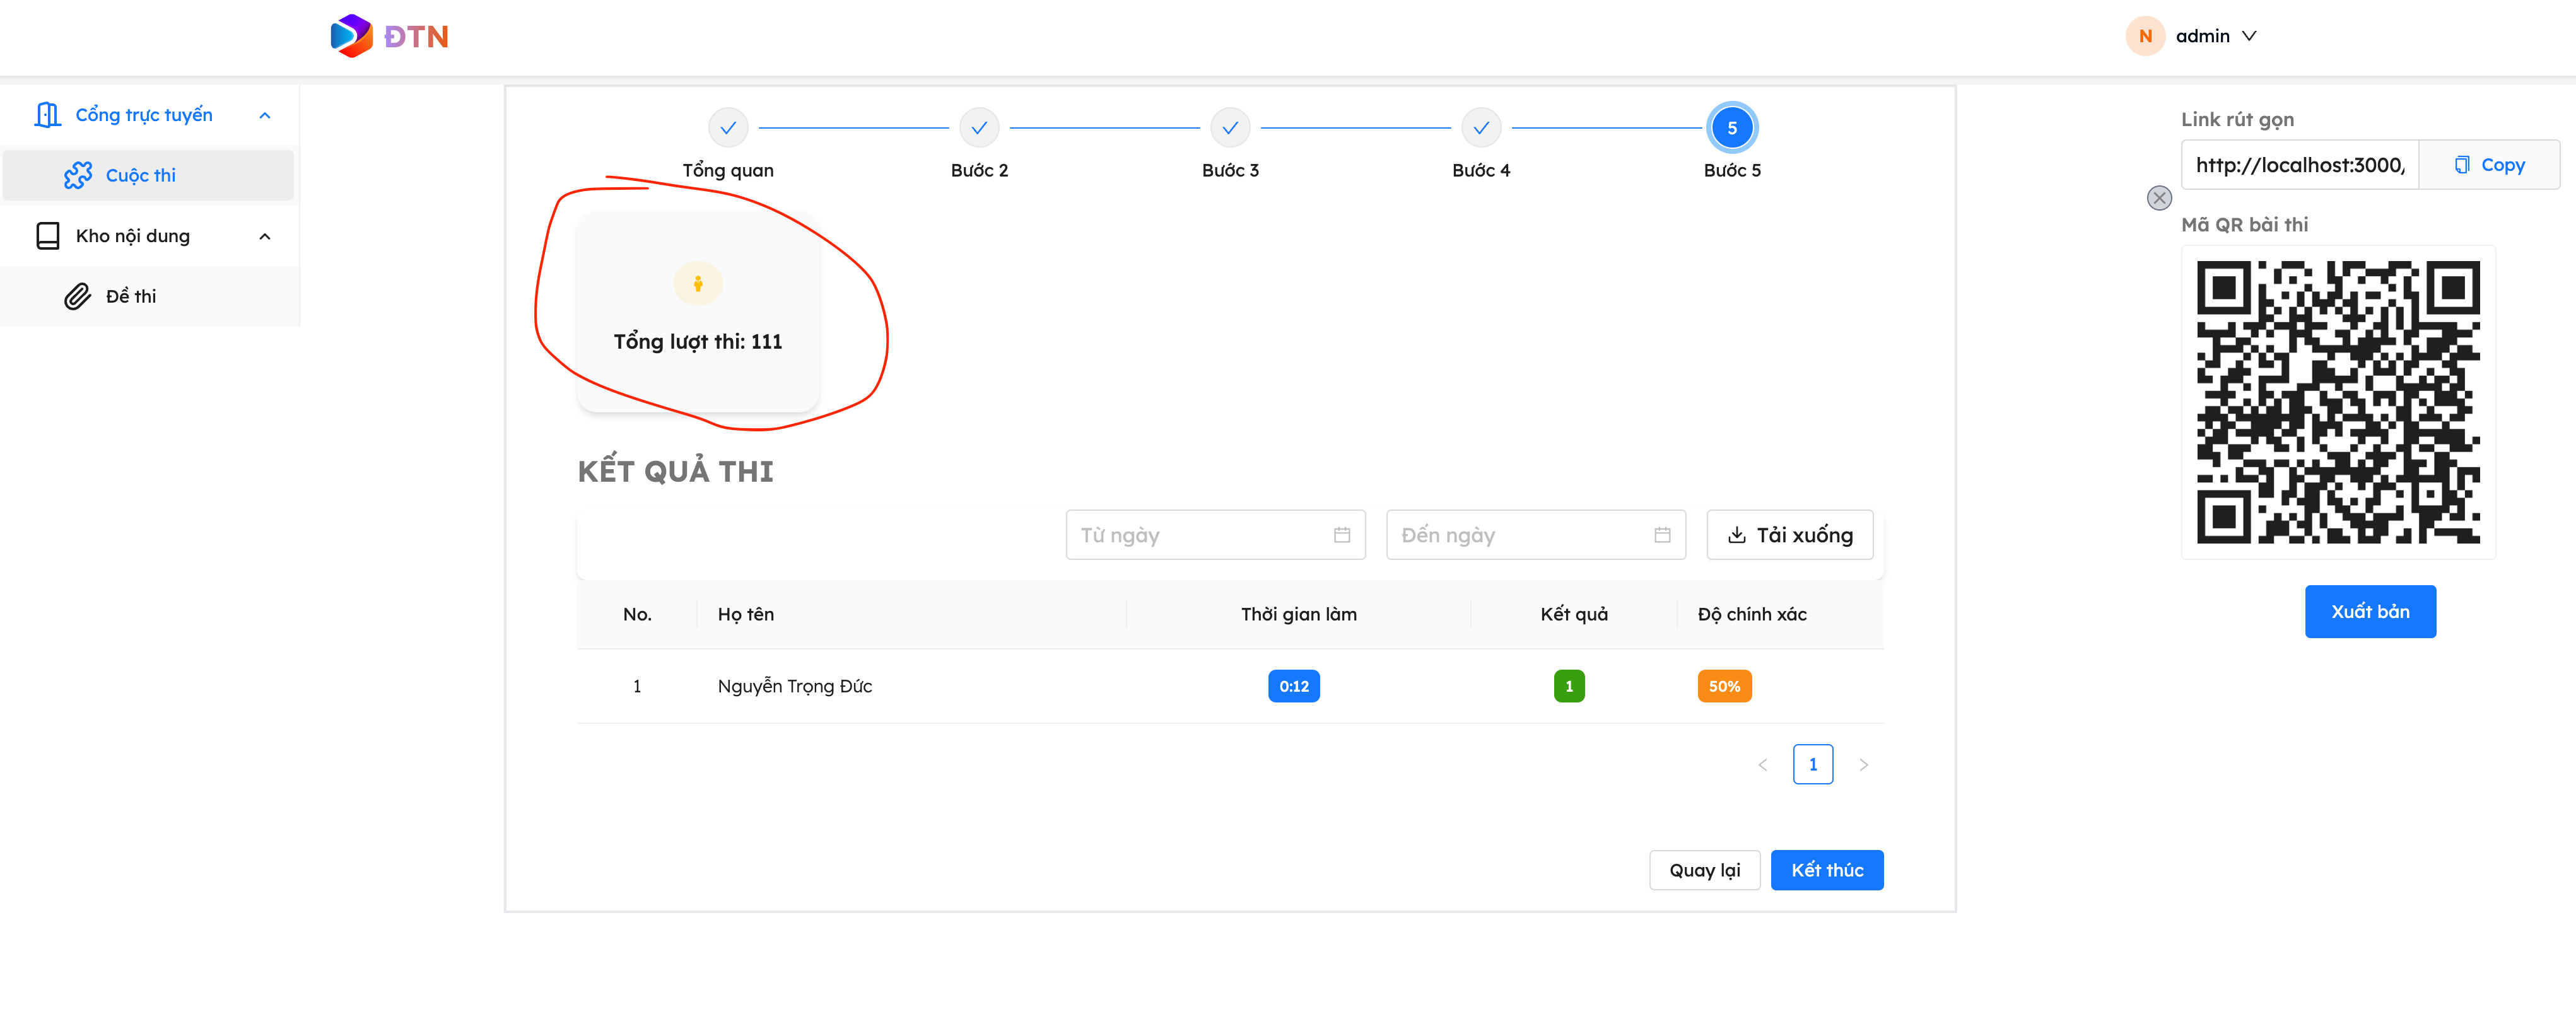 ĐTN
N admin
Cổng trực tuyến
Cuộc thi
Kho nội dung
Đề thi
Tổng quan
Bước 2
Bước 3
Bước 4
5
Bước 5
Tổng lượt thi: 111
KẾT QUẢ THI
Từ ngày
Đến ngày
Tải xuống
No. Họ tên Thời gian làm Kết quả Độ chính xác
1 Nguyễn Trọng Đức 0:12 1 50%
1
Quay lại
Kết thúc
Link rút gọn
http://localhost:3000/
Copy
Mã QR bài thi
Xuất bản